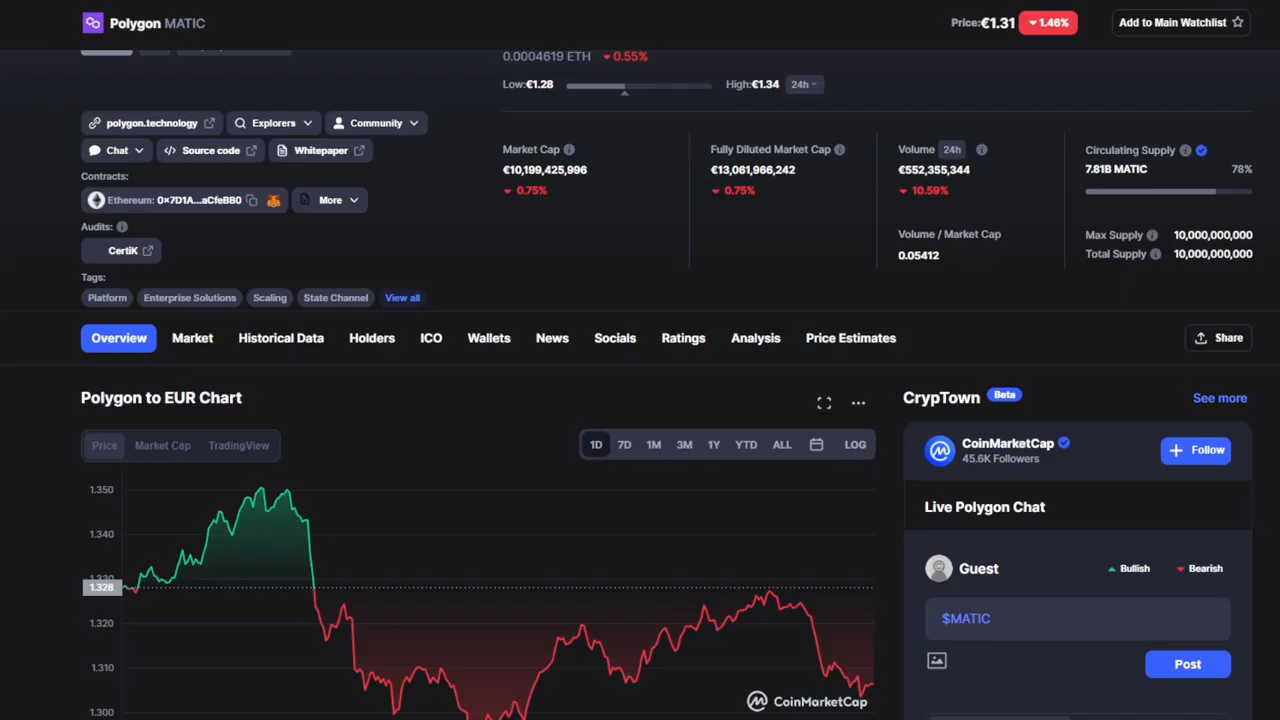 Polygon MATIC
Price: €1.31 1.46%
Add to Main Watchlist
0.0004619 ETH 0.55%
Low: €1.28
High: €1.34 24h
polygon.technology
Explorers
Community
Chat
Source code
Whitepaper
Contracts:
Ethereum: 0x7D1A...aCfeBB0
More
Audits:
CertiK
Tags:
Platform
Enterprise Solutions
Scaling
State Channel
View all
Market Cap
€10,199,425,996
0.75%
Fully Diluted Market Cap
€13,061,966,242
0.75%
Volume 24h
€552,355,344
10.59%
Volume / Market Cap
0.05412
Circulating Supply
7.81B MATIC 78%
Max Supply 10,000,000,000
Total Supply 10,000,000,000
Overview Market Historical Data Holders ICO Wallets News Socials Ratings Analysis Price Estimates
Share
Polygon to EUR Chart
Price Market Cap TradingView
1D 7D 1M 3M 1Y YTD ALL LOG
1.350
1.340
1.328
1.320
1.310
1.300
CoinMarketCap
CrypTown Beta
See more
CoinMarketCap
45.6K Followers
Follow
Live Polygon Chat
Guest
Bullish
Bearish
$MATIC
Post